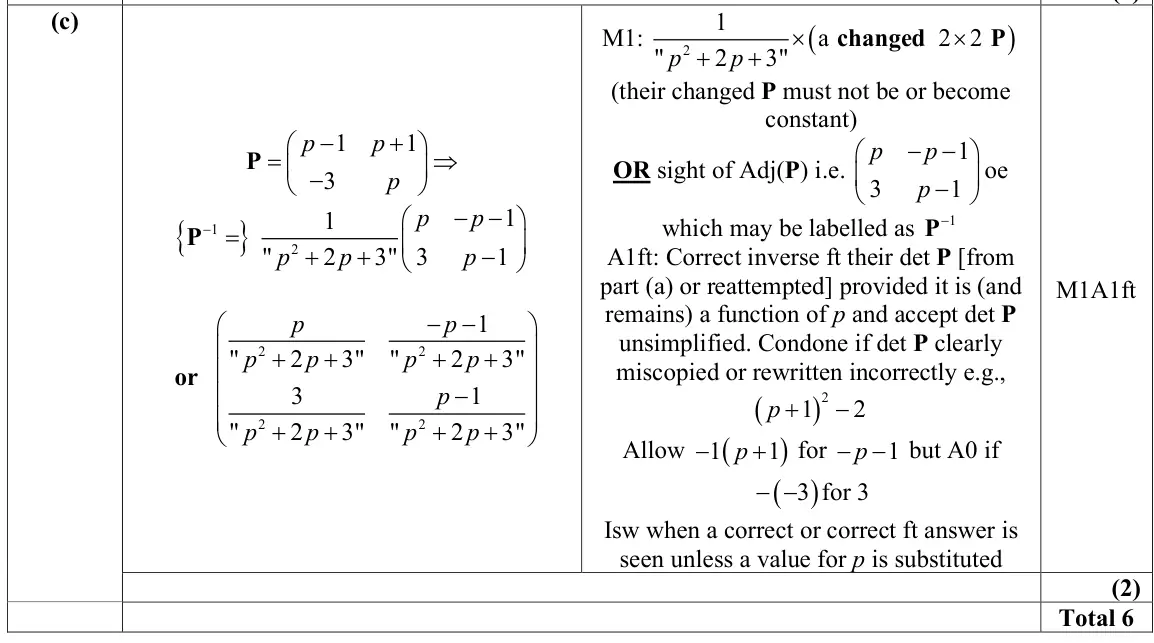 (c)
P = ( p−1 p+1 ; −3 p ) ⇒
{P⁻¹ =} 1/("p² + 2p + 3") ( p −p−1 ; 3 p−1 )
or ( p/("p² + 2p + 3") (−p−1)/("p² + 2p + 3") ; 3/("p² + 2p + 3") (p−1)/("p² + 2p + 3") )
M1: 1/("p² + 2p + 3") × (a changed 2×2 P)
(their changed P must not be or become
constant)
OR sight of Adj(P) i.e. ( p −p−1 ; 3 p−1 ) oe
which may be labelled as P⁻¹
A1ft: Correct inverse ft their det P [from
part (a) or reattempted] provided it is (and
remains) a function of p and accept det P
unsimplified. Condone if det P clearly
miscopied or rewritten incorrectly e.g.,
(p+1)² − 2
Allow −1(p+1) for −p−1 but A0 if
−(−3) for 3
Isw when a correct or correct ft answer is
seen unless a value for p is substituted
M1A1ft
(2)
Total 6